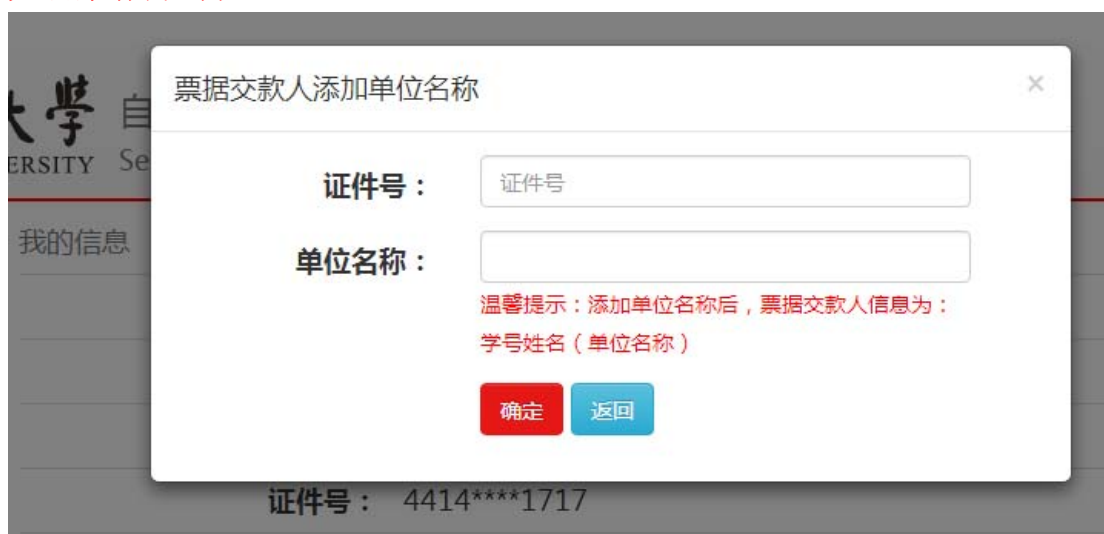 票据交款人添加单位名称 ×
大学 自
ERSITY Se
证件号： 证件号
我的信息
单位名称：
温馨提示：添加单位名称后，票据交款人信息为：
学号姓名（单位名称）
确定 返回
证件号： 4414****1717